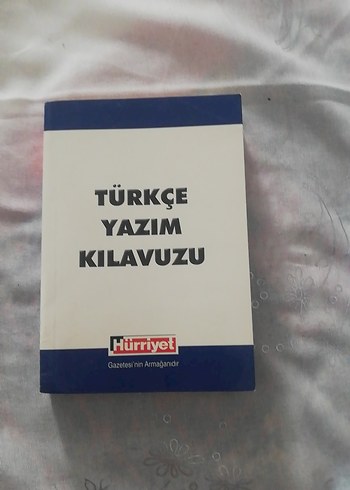 TÜRKÇE
YAZIM
KILAVUZU
Hürriyet
Gazetesi'nin Armağanıdır